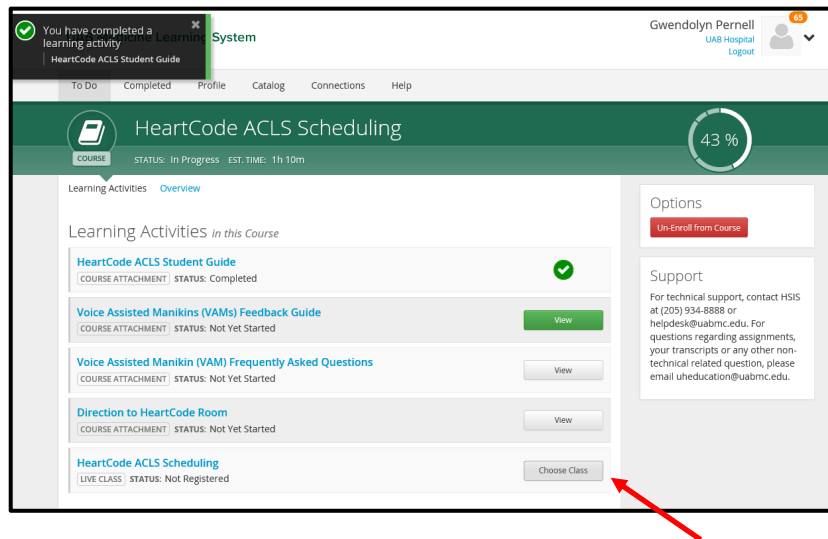 You have completed a
learning activity
HeartCode ACLS Student Guide
System
Gwendolyn Pernell
UAB Hospital
Logout
65
To Do Completed Profile Catalog Connections Help
HeartCode ACLS Scheduling
COURSE
STATUS: In Progress EST. TIME: 1h 10m
43 %
Learning Activities Overview
Learning Activities in this Course
HeartCode ACLS Student Guide
COURSE ATTACHMENT STATUS: Completed
Voice Assisted Manikins (VAMs) Feedback Guide
COURSE ATTACHMENT STATUS: Not Yet Started
View
Voice Assisted Manikin (VAM) Frequently Asked Questions
COURSE ATTACHMENT STATUS: Not Yet Started
View
Direction to HeartCode Room
COURSE ATTACHMENT STATUS: Not Yet Started
View
HeartCode ACLS Scheduling
LIVE CLASS STATUS: Not Registered
Choose Class
Options
Un-Enroll from Course
Support
For technical support, contact HSIS
at (205) 934-8888 or
helpdesk@uabmc.edu. For
questions regarding assignments,
your transcripts or any other non-
technical related question, please
email uheducation@uabmc.edu.